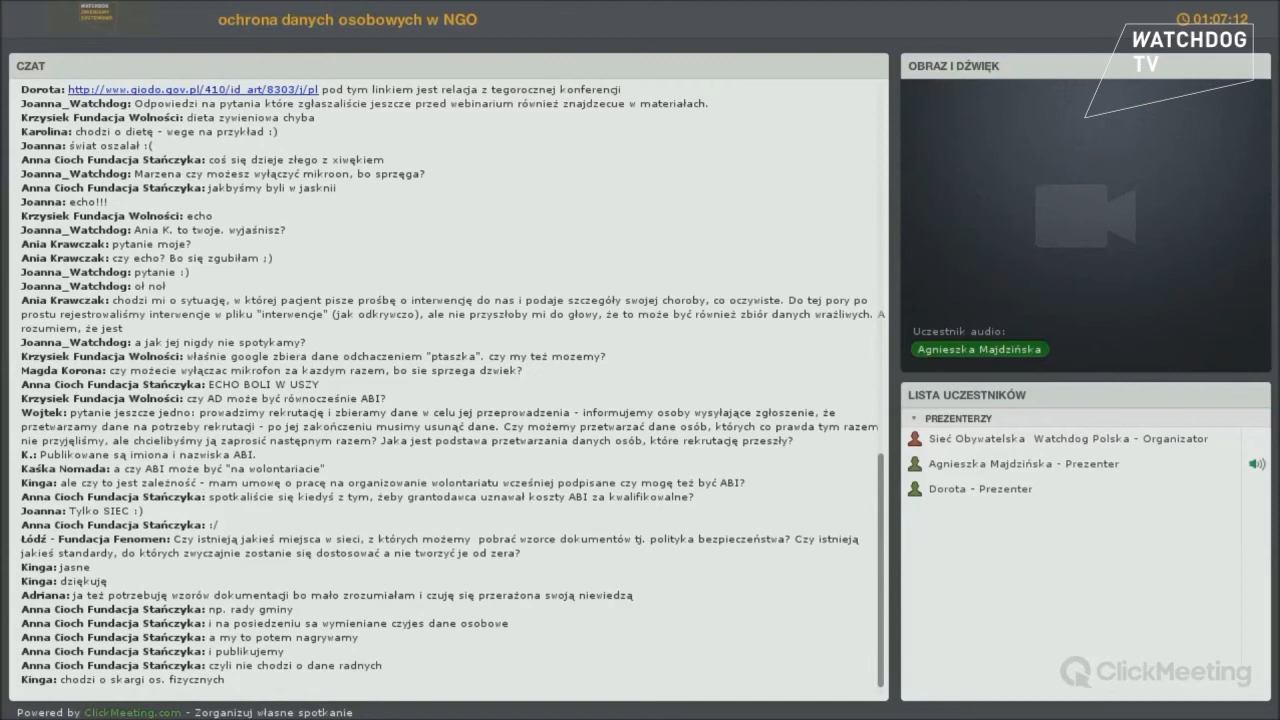 WATCHDOG
ochrona danych osobowych w NGO
01:07:12
WATCHDOG
TV
CZAT
Dorota: http://www.giodo.gov.pl/410/id_art/8303/j/pl pod tym linkiem jest relacja z tegorocznej konferencji
Joanna_Watchdog: Odpowiedzi na pytania które zgłaszaliście jeszcze przed webinarium również znajdzecue w materiałach.
Krzysiek Fundacja Wolności: dieta zywieniowa chyba
Karolina: chodzi o dietę - wege na przykład :)
Joanna: świat oszalał :(
Anna Cioch Fundacja Stańczyka: coś się dzieje złego z xiwękiem
Joanna_Watchdog: Marzena czy możesz wyłączyć mikroon, bo sprzęga?
Anna Cioch Fundacja Stańczyka: jakbyśmy byli w jasknii
Joanna: echo!!!
Krzysiek Fundacja Wolności: echo
Joanna_Watchdog: Ania K. to twoje. wyjaśnisz?
Ania Krawczak: pytanie moje?
Ania Krawczak: czy echo? Bo się zgubiłam ;)
Joanna_Watchdog: pytanie :)
Joanna_Watchdog: oł noł
Ania Krawczak: chodzi mi o sytuację, w której pacjent pisze prośbę o interwencję do nas i podaje szczegóły swojej choroby, co oczywiste. Do tej pory po
prostu rejestrowaliśmy interwencje w pliku "interwencje" (jak odkrywczo), ale nie przyszłoby mi do głowy, że to może być również zbiór danych wrażliwych. A
rozumiem, że jest
Joanna_Watchdog: a jak jej nigdy nie spotykamy?
Krzysiek Fundacja Wolności: właśnie google zbiera dane odchaczeniem "ptaszka". czy my też mozemy?
Magda Korona: czy możecie wyłączac mikrofon za kazdym razem, bo sie sprzega dzwiek?
Anna Cioch Fundacja Stańczyka: ECHO BOLI W USZY
Krzysiek Fundacja Wolności: czy AD może być równocześnie ABI?
Wojtek: pytanie jeszcze jedno: prowadzimy rekrutację i zbieramy dane w celu jej przeprowadzenia - informujemy osoby wysyłające zgłoszenie, że
przetwarzamy dane na potrzeby rekrutacji - po jej zakończeniu musimy usunąć dane. Czy możemy przetwarzać dane osób, których co prawda tym razem
nie przyjęliśmy, ale chcielibyśmy ją zaprosić następnym razem? Jaka jest podstawa przetwarzania danych osób, które rekrutację przeszły?
K.: Publikowane są imiona i nazwiska ABI.
Kaśka Nomada: a czy ABI może być "na wolontariacie"
Kinga: ale czy to jest zależność - mam umowę o pracę na organizowanie wolontariatu wcześniej podpisane czy mogę też być ABI?
Anna Cioch Fundacja Stańczyka: spotkaliście się kiedyś z tym, żeby grantodawca uznawał koszty ABI za kwalifikowalne?
Joanna: Tylko SIEC :)
Anna Cioch Fundacja Stańczyka: :/
Łódź - Fundacja Fenomen: Czy istnieją jakieś miejsca w sieci, z których możemy pobrać wzorce dokumentów tj. polityka bezpieczeństwa? Czy istnieją
jakieś standardy, do których zwyczajnie zostanie się dostosować a nie tworzyć je od zera?
Kinga: jasne
Kinga: dziękuję
Adriana: ja też potrzebuję wzorów dokumentacji bo mało zrozumiałam i czuję się przerażona swoją niewiedzą
Anna Cioch Fundacja Stańczyka: np. rady gminy
Anna Cioch Fundacja Stańczyka: i na posiedzeniu sa wymieniane czyjes dane osobowe
Anna Cioch Fundacja Stańczyka: a my to potem nagrywamy
Anna Cioch Fundacja Stańczyka: i publikujemy
Anna Cioch Fundacja Stańczyka: czyli nie chodzi o dane radnych
Kinga: chodzi o skargi os. fizycznych
OBRAZ I DŹWIĘK
Uczestnik audio:
Agnieszka Majdzińska
LISTA UCZESTNIKÓW
PREZENTERZY
Sieć Obywatelska Watchdog Polska - Organizator
Agnieszka Majdzińska - Prezenter
Dorota - Prezenter
ClickMeeting
Powered by ClickMeeting.com - Zorganizuj własne spotkanie